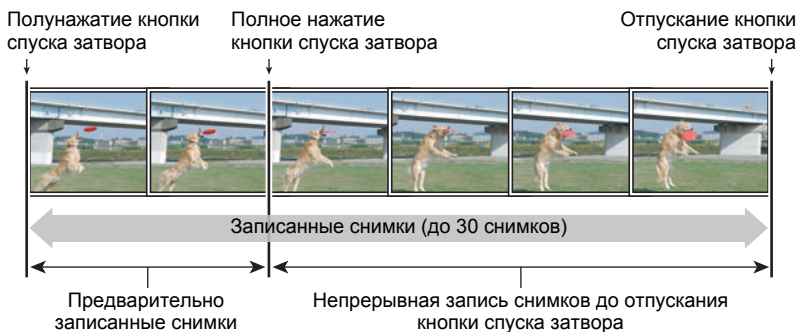 Полунажатие кнопки
спуска затвора
Полное нажатие
кнопки спуска затвора
Отпускание кнопки
спуска затвора
Записанные снимки (до 30 снимков)
Предварительно
записанные снимки
Непрерывная запись снимков до отпускания
кнопки спуска затвора